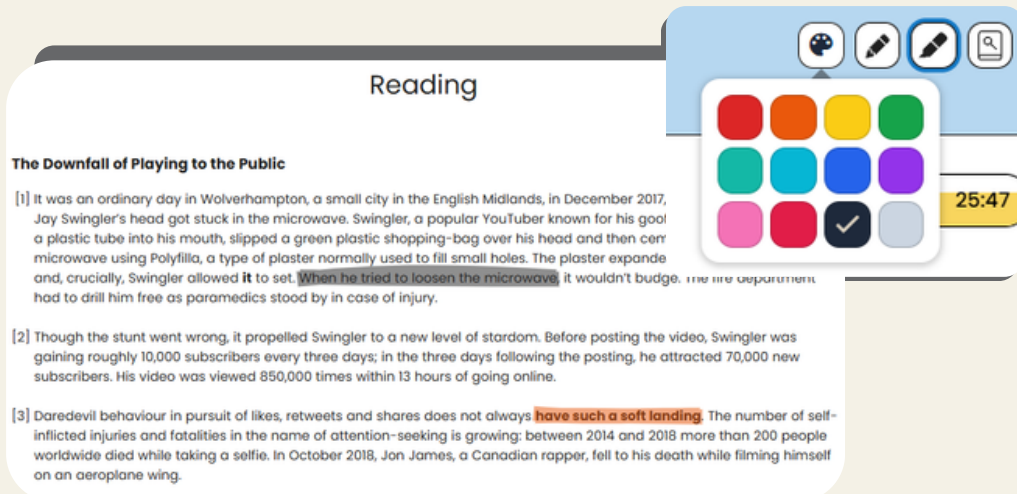 Reading
25:47
The Downfall of Playing to the Public
[1] It was an ordinary day in Wolverhampton, a small city in the English Midlands, in December 2017,
Jay Swingler's head got stuck in the microwave. Swingler, a popular YouTuber known for his
a plastic tube into his mouth, slipped a green plastic shopping-bag over his head and then
microwave using Polyfilla, a type of plaster normally used to fill small holes. The plaster
and, crucially, Swingler allowed it to set. When he tried to loosen the microwave, it wouldn't budge. The fire department
had to drill him free as paramedics stood by in case of injury.
[2] Though the stunt went wrong, it propelled Swingler to a new level of stardom. Before posting the video, Swingler was
gaining roughly 10,000 subscribers every three days; in the three days following the posting, he attracted 70,000 new
subscribers. His video was viewed 850,000 times within 13 hours of going online.
[3] Daredevil behaviour in pursuit of likes, retweets and shares does not always have such a soft landing. The number of self-
inflicted injuries and fatalities in the name of attention-seeking is growing: between 2014 and 2018 more than 200 people
worldwide died while taking a selfie. In October 2018, Jon James, a Canadian rapper, fell to his death while filming himself
on an aeroplane wing.